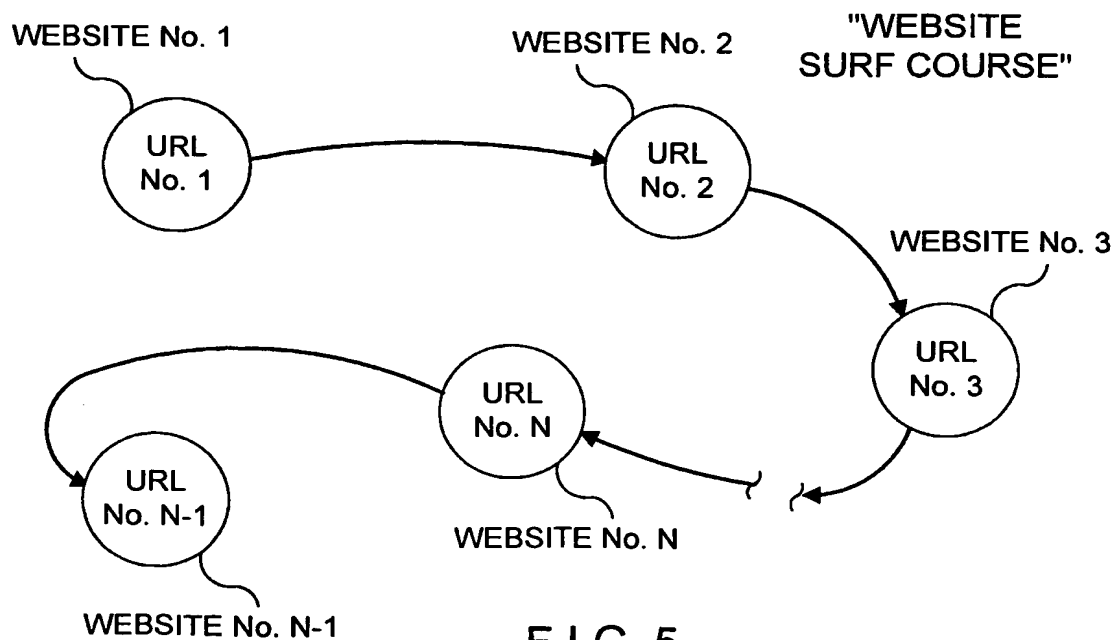 WEBSITE No. 1
WEBSITE No. 2
"WEBSITE
SURF COURSE"
URL
No. 1
URL
No. 2
WEBSITE No. 3
URL
No. 3
URL
No. N
URL
No. N-1
WEBSITE No. N
WEBSITE No. N-1
FIG. 5